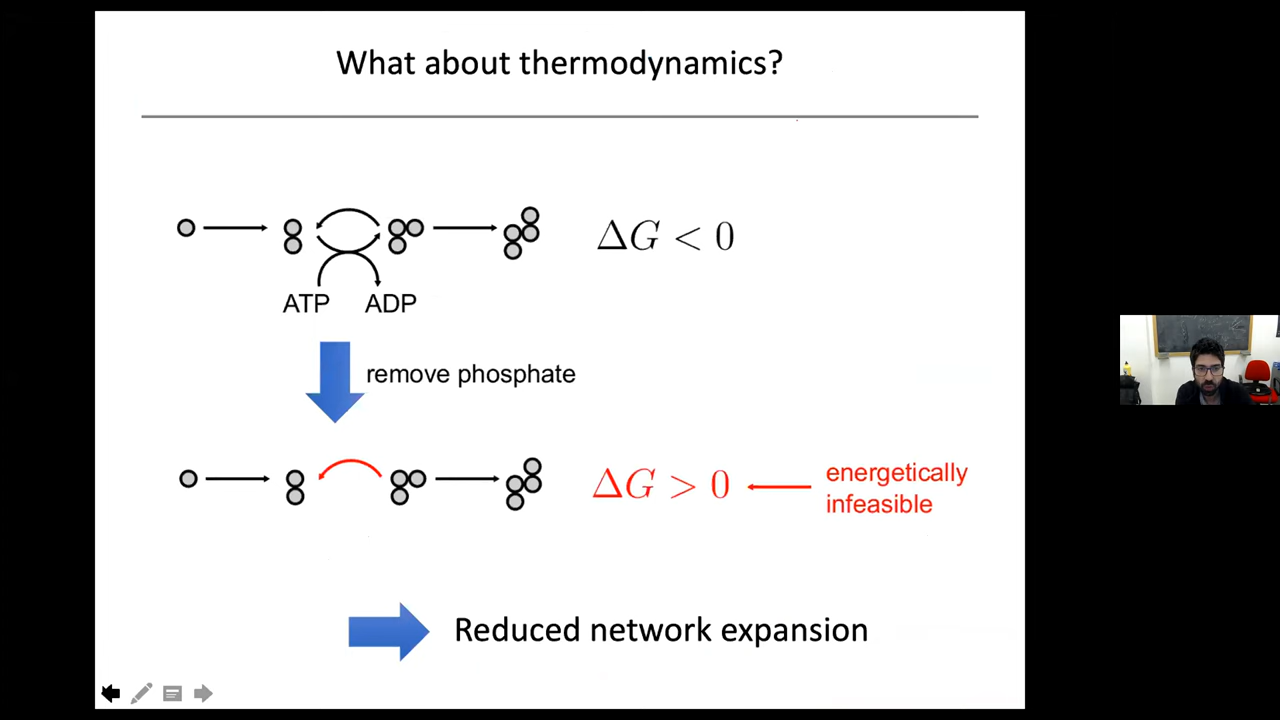 What about thermodynamics?
ΔG < 0
ATP ADP
remove phosphate
ΔG > 0
energetically
infeasible
Reduced network expansion